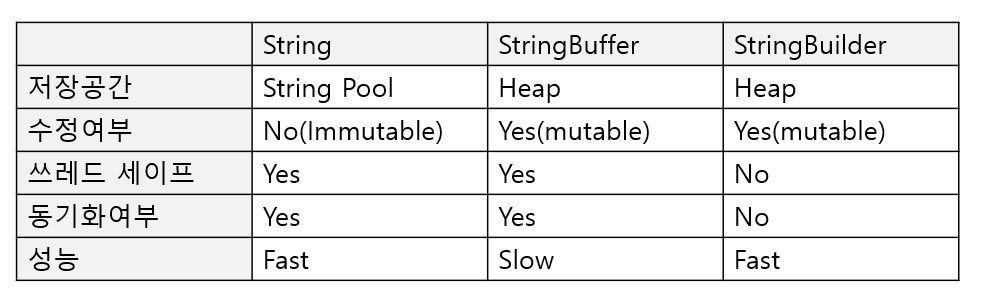 String StringBuffer StringBuilder
저장공간 String Pool Heap Heap
수정여부 No(Immutable) Yes(mutable) Yes(mutable)
쓰레드 세이프 Yes Yes No
동기화여부 Yes Yes No
성능 Fast Slow Fast